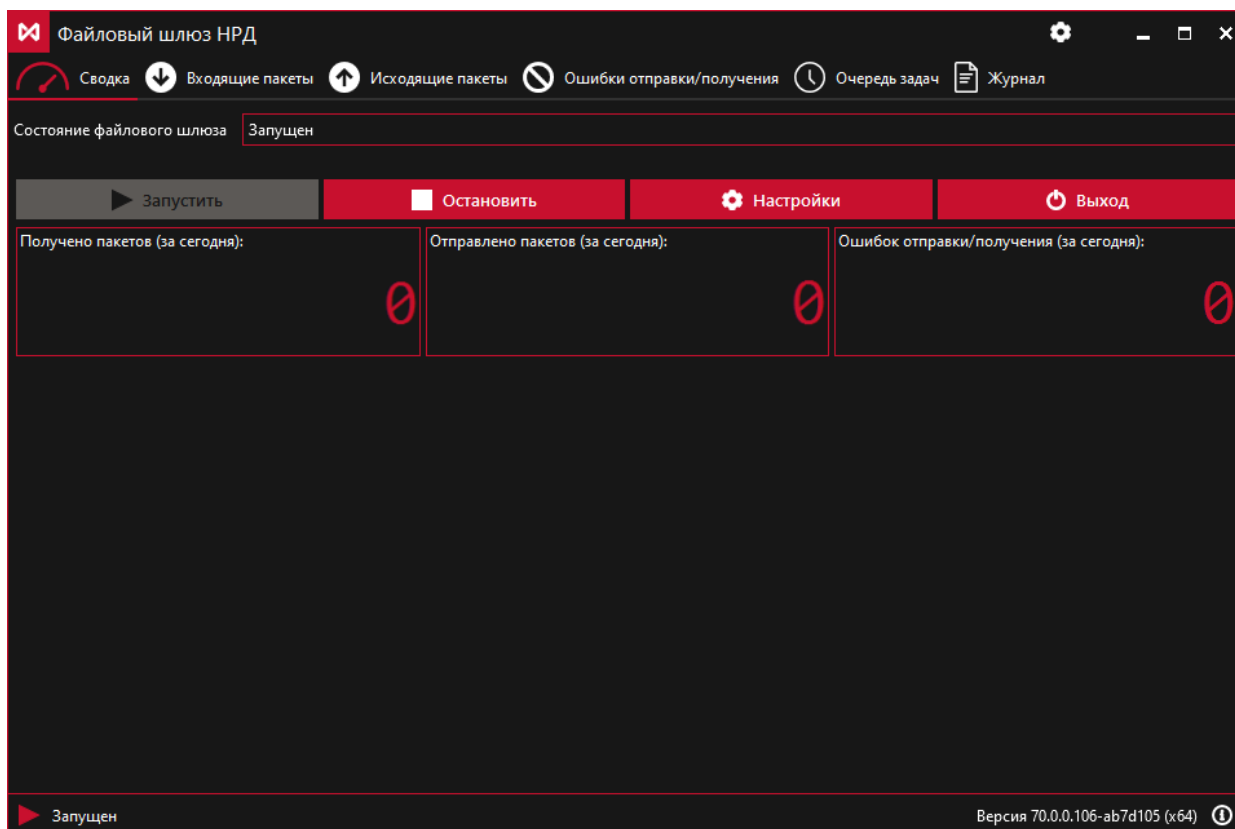 Файловый шлюз НРД
Сводка Входящие пакеты Исходящие пакеты Ошибки отправки/получения Очередь задач Журнал
Состояние файлового шлюза Запущен
Запустить Остановить Настройки Выход
Получено пакетов (за сегодня): Отправлено пакетов (за сегодня): Ошибок отправки/получения (за сегодня):
0 0 0
Запущен Версия 70.0.0.106-ab7d105 (x64)